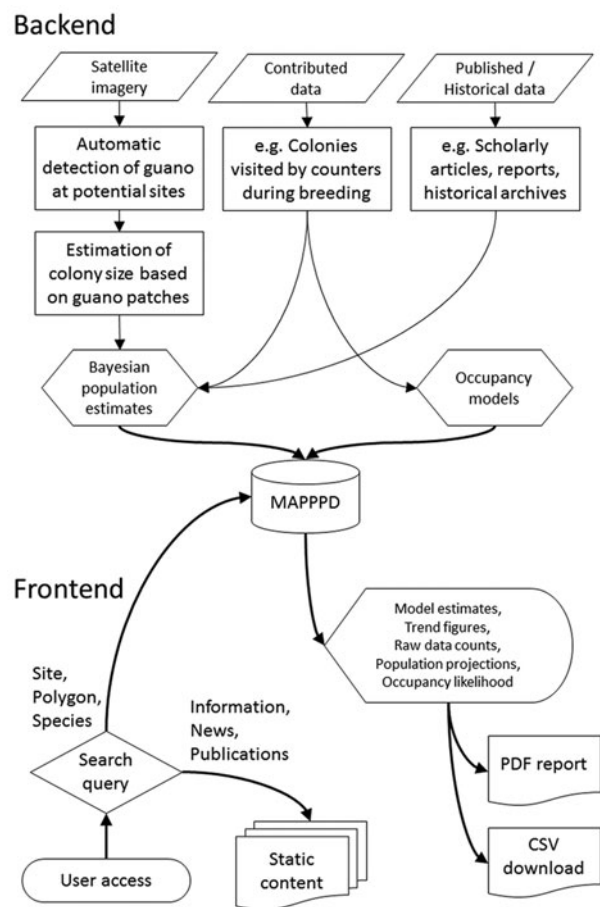 Backend
Satellite
imagery
Contributed
data
Published /
Historical data
Automatic
detection of guano
at potential sites
e.g. Colonies
visited by counters
during breeding
e.g. Scholarly
articles, reports,
historical archives
Estimation of
colony size based
on guano patches
Bayesian
population
estimates
Occupancy
models
MAPPPD
Frontend
Model estimates,
Trend figures,
Raw data counts,
Population projections,
Occupancy likelihood
Site,
Polygon,
Species
Information,
News,
Publications
Search
query
PDF report
User access
Static
content
CSV
download